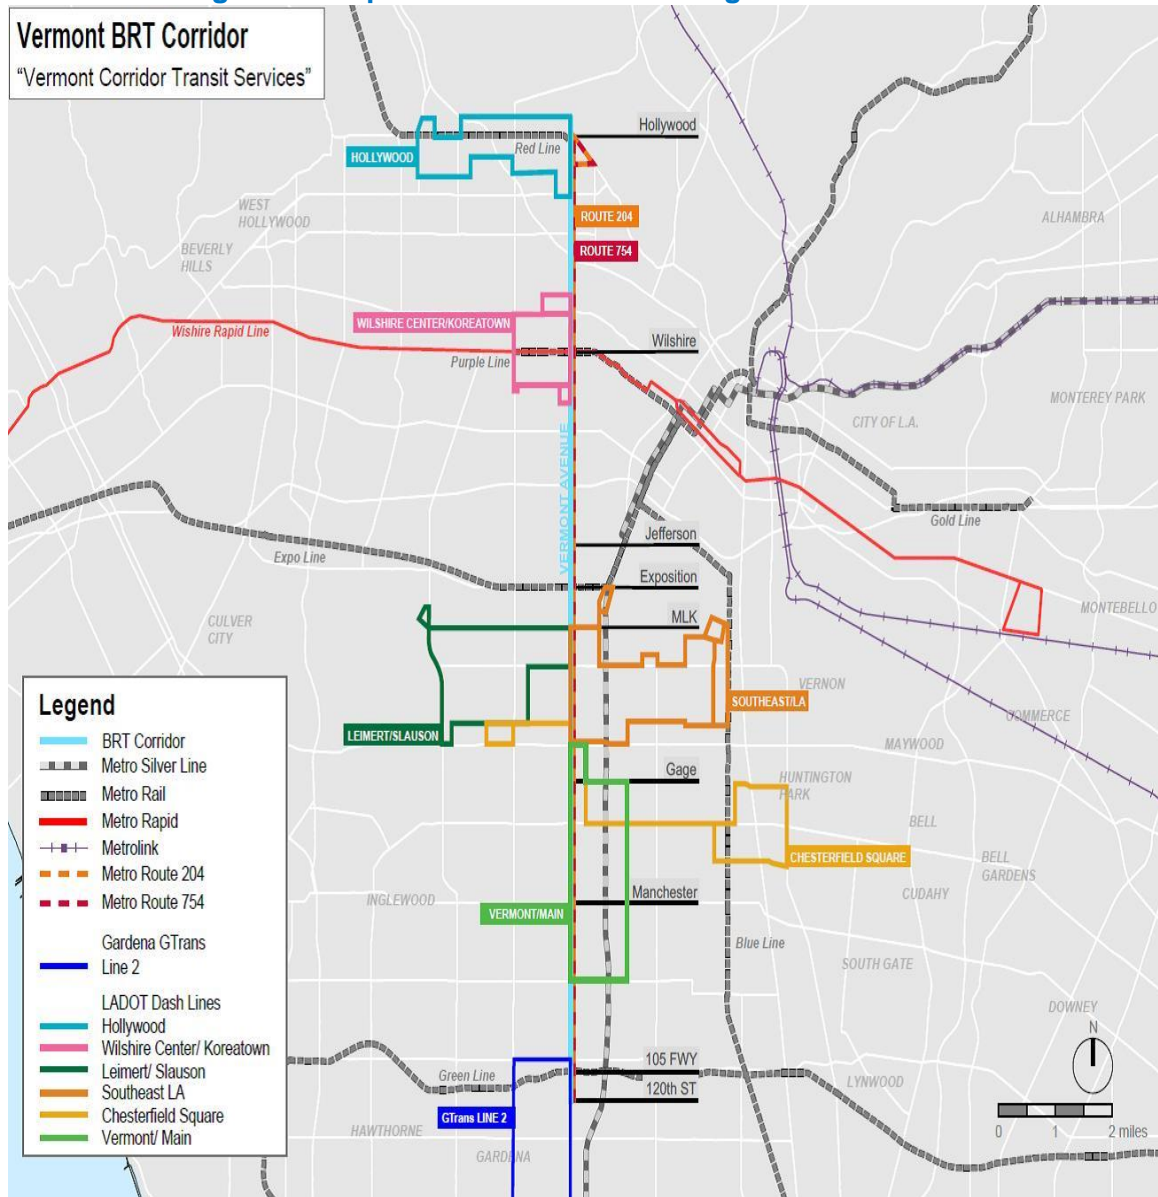 Vermont BRT Corridor
“Vermont Corridor Transit Services”
Hollywood
Red Line
HOLLYWOOD
WEST
HOLLYWOOD
ROUTE 204
ALHAMBRA
BEVERLY
HILLS
ROUTE 754
WILSHIRE CENTER/KOREATOWN
Wishire Rapid Line
Wilshire
Purple Line
MONTEREY PARK
CITY OF L.A.
VERMONT AVENUE
Gold Line
Jefferson
Expo Line
Exposition
MONTEBELLO
MLK
CULVER
CITY
VERNON
SOUTHEAST/LA
COMMERCE
LEIMERT/SLAUSON
MAYWOOD
Gage
HUNTINGTON
PARK
BELL
CHESTERFIELD SQUARE
BELL
GARDENS
INGLEWOOD
Manchester
CUDAHY
VERMONT/MAIN
Blue Line
SOUTH GATE
DOWNEY
N
105 FWY
Green Line
120th ST
LYNWOOD
GTrans LINE 2
HAWTHORNE
GARDENA
0 1 2 miles
Legend
BRT Corridor
Metro Silver Line
Metro Rail
Metro Rapid
Metrolink
Metro Route 204
Metro Route 754
Gardena GTrans
Line 2
LADOT Dash Lines
Hollywood
Wilshire Center/ Koreatown
Leimert/ Slauson
Southeast LA
Chesterfield Square
Vermont/ Main